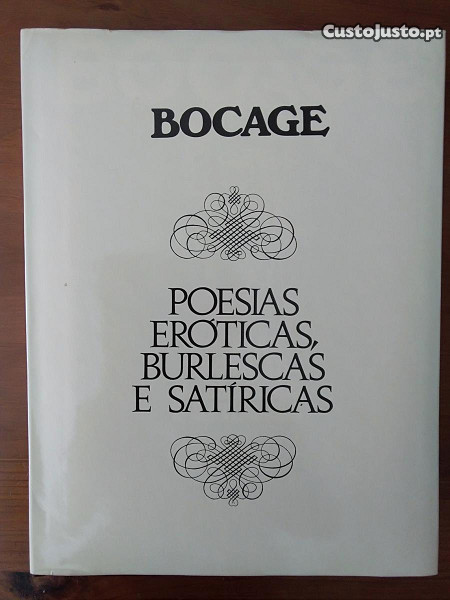 CustoJusto.pt
BOCAGE
POESIAS
ERÓTICAS,
BURLESCAS
E SATÍRICAS